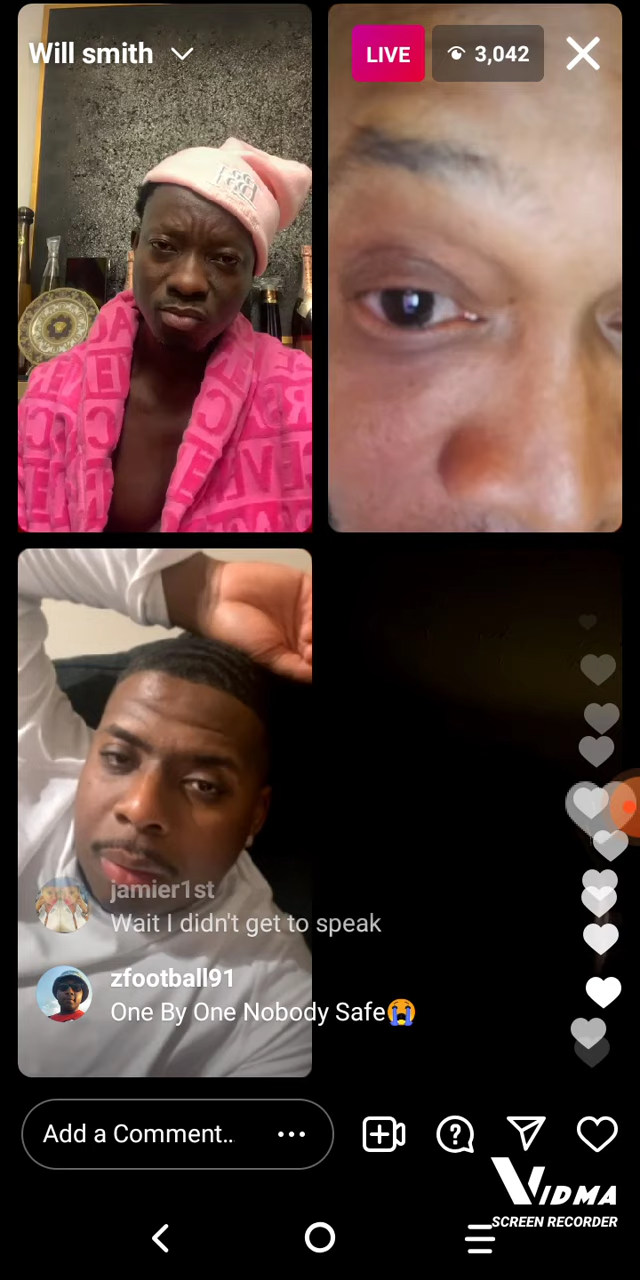 Will smith
LIVE
3,042
jamier1st
Wait I didn't get to speak
zfootball91
One By One Nobody Safe😭
Add a Comment..
VIDMA
SCREEN RECORDER